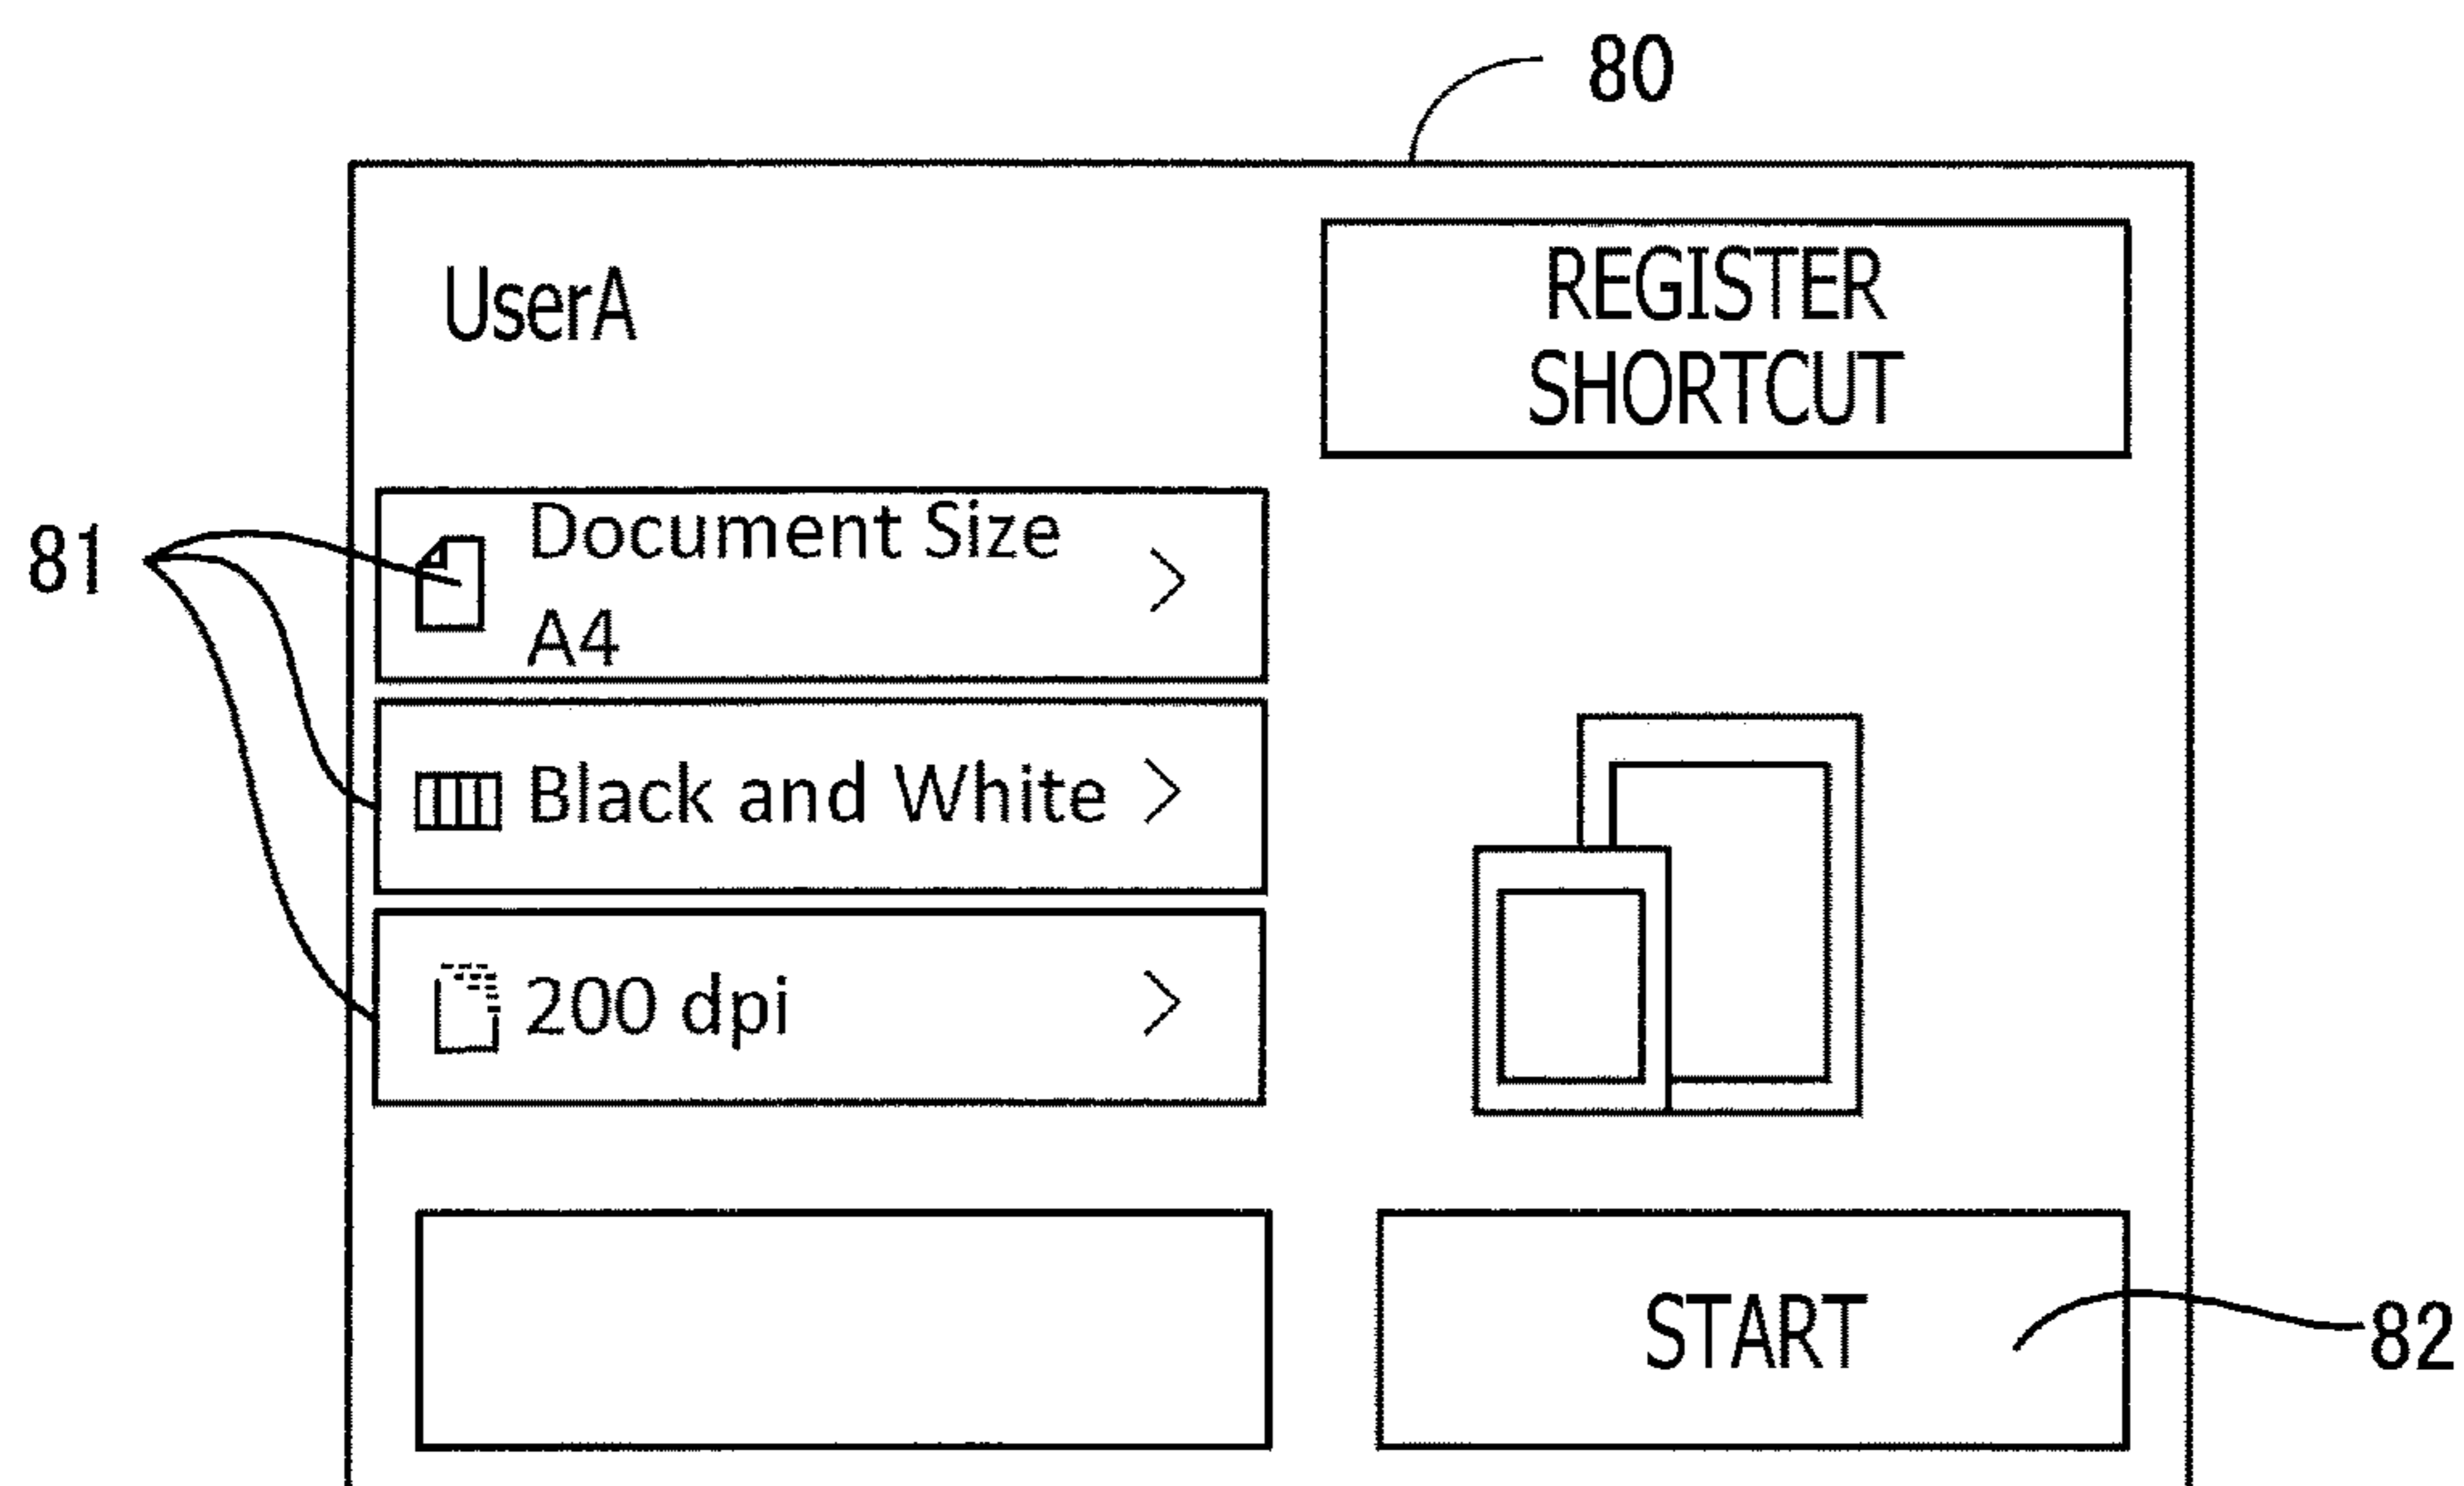 80
UserA
REGISTER
SHORTCUT
81
Document Size
A4
Black and White
200 dpi
START
82